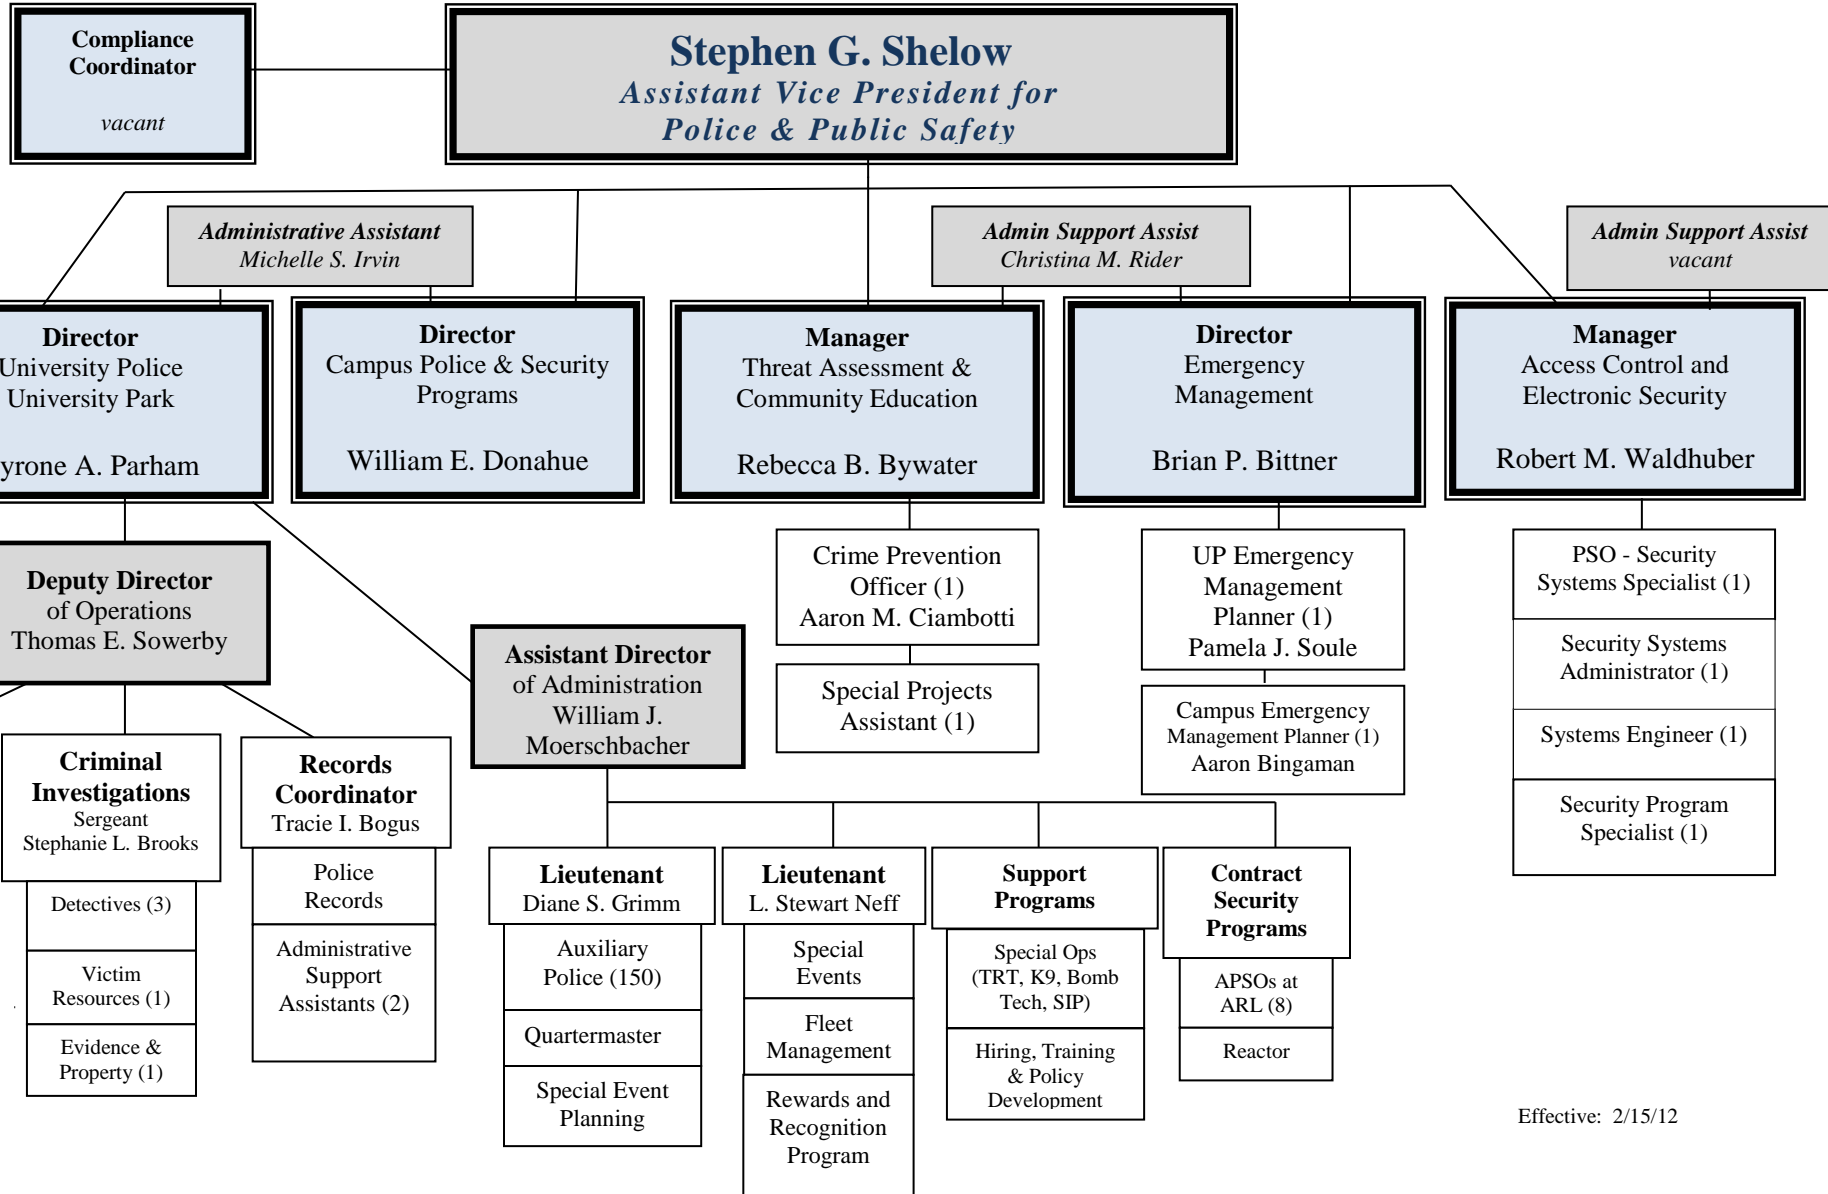 Compliance
Coordinator
vacant
Stephen G. Shelow
Assistant Vice President for
Police & Public Safety
Administrative Assistant
Michelle S. Irvin
Admin Support Assist
Christina M. Rider
Admin Support Assist
vacant
Director
University Police
University Park
yrone A. Parham
Director
Campus Police & Security
Programs
William E. Donahue
Manager
Threat Assessment &
Community Education
Rebecca B. Bywater
Director
Emergency
Management
Brian P. Bittner
Manager
Access Control and
Electronic Security
Robert M. Waldhuber
Deputy Director
of Operations
Thomas E. Sowerby
Assistant Director
of Administration
William J.
Moerschbacher
Crime Prevention
Officer (1)
Aaron M. Ciambotti
Special Projects
Assistant (1)
UP Emergency
Management
Planner (1)
Pamela J. Soule
Campus Emergency
Management Planner (1)
Aaron Bingaman
PSO - Security
Systems Specialist (1)
Security Systems
Administrator (1)
Systems Engineer (1)
Security Program
Specialist (1)
Criminal
Investigations
Sergeant
Stephanie L. Brooks
Detectives (3)
Victim
Resources (1)
Evidence &
Property (1)
Records
Coordinator
Tracie I. Bogus
Police
Records
Administrative
Support
Assistants (2)
Lieutenant
Diane S. Grimm
Auxiliary
Police (150)
Quartermaster
Special Event
Planning
Lieutenant
L. Stewart Neff
Special
Events
Fleet
Management
Rewards and
Recognition
Program
Support
Programs
Special Ops
(TRT, K9, Bomb
Tech, SIP)
Hiring, Training
& Policy
Development
Contract
Security
Programs
APSOs at
ARL (8)
Reactor
Effective: 2/15/12